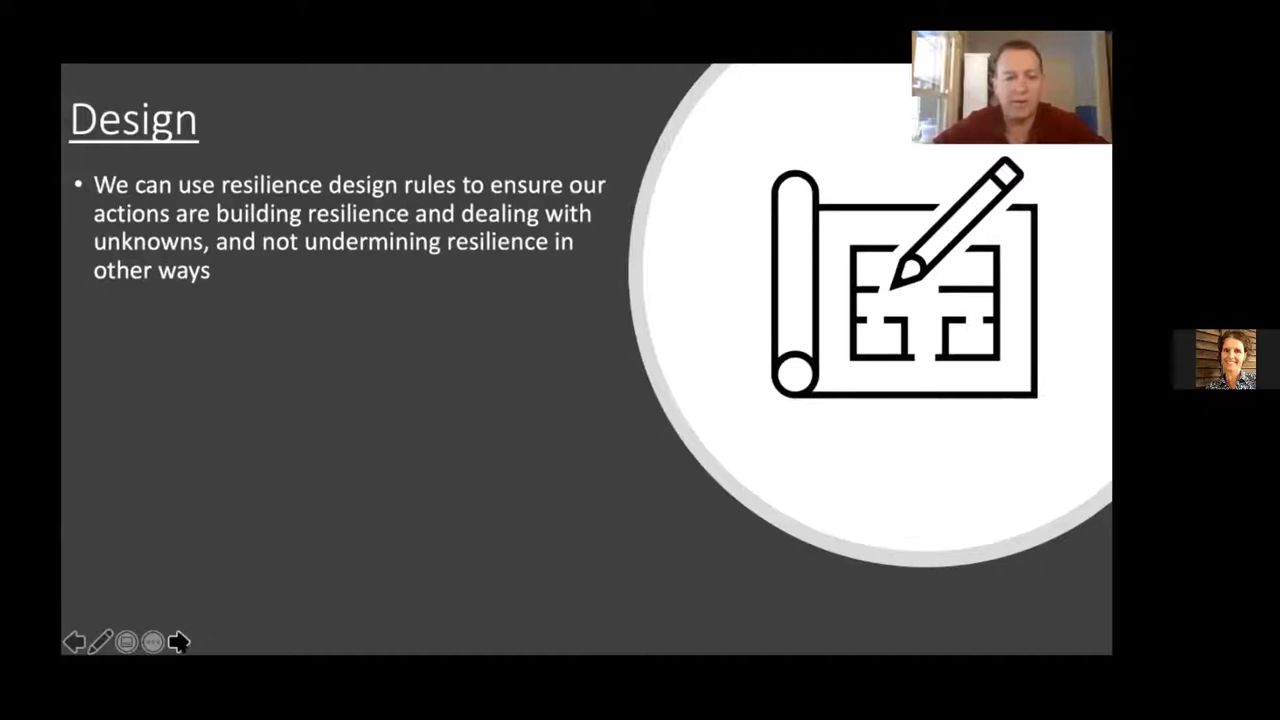 Design
• We can use resilience design rules to ensure our
actions are building resilience and dealing with
unknowns, and not undermining resilience in
other ways